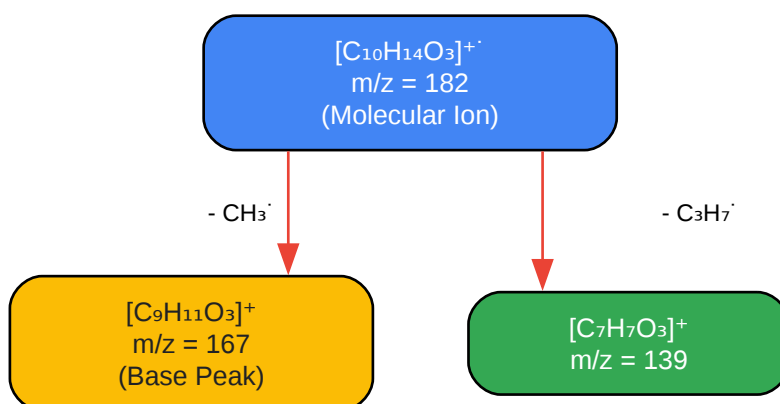 [C₁₀H₁₄O₃]⁺˙
m/z = 182
(Molecular Ion)
- CH₃˙
- C₃H₇˙
[C₉H₁₁O₃]⁺
m/z = 167
(Base Peak)
[C₇H₇O₃]⁺
m/z = 139